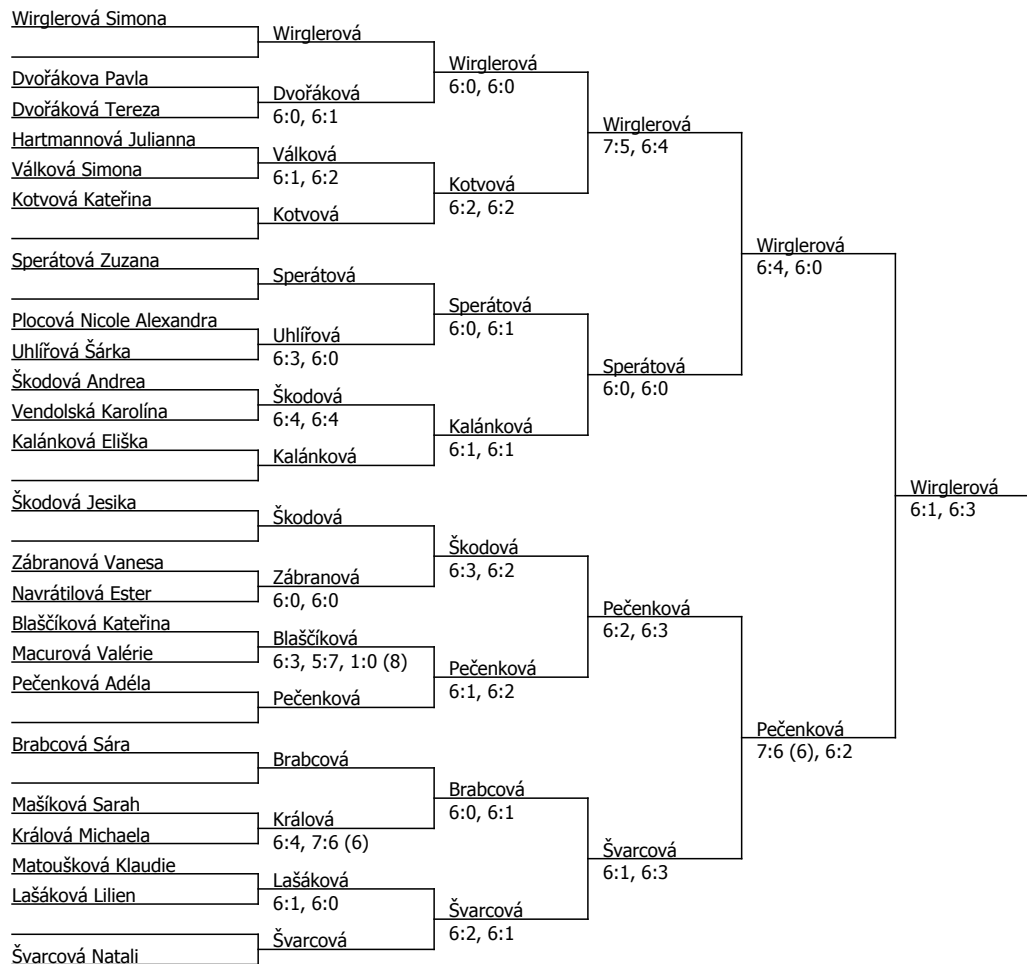 Wirglerová Simona
Wirglerová
Wirglerová
6:0, 6:0
Dvořákova Pavla
Dvořáková
6:0, 6:1
Dvořáková Tereza
Wirglerová
7:5, 6:4
Hartmannová Julianna
Válková
6:1, 6:2
Válková Simona
Kotvová
6:2, 6:2
Kotvová Kateřina
Kotvová
Wirglerová
6:4, 6:0
Sperátová Zuzana
Sperátová
Sperátová
6:0, 6:1
Plocová Nicole Alexandra
Uhlířová
6:3, 6:0
Uhlířová Šárka
Sperátová
6:0, 6:0
Škodová Andrea
Škodová
6:4, 6:4
Vendolská Karolína
Kalánková
6:1, 6:1
Kalánková Eliška
Kalánková
Wirglerová
6:1, 6:3
Škodová Jesika
Škodová
Škodová
6:3, 6:2
Zábranová Vanesa
Zábranová
6:0, 6:0
Navrátilová Ester
Pečenková
6:2, 6:3
Blaščíková Kateřina
Blaščíková
6:3, 5:7, 1:0 (8)
Macurová Valérie
Pečenková
6:1, 6:2
Pečenková Adéla
Pečenková
Pečenková
7:6 (6), 6:2
Brabcová Sára
Brabcová
Brabcová
6:0, 6:1
Mašíková Sarah
Králová
6:4, 7:6 (6)
Králová Michaela
Švarcová
6:1, 6:3
Matoušková Klaudie
Lašáková
6:1, 6:0
Lašáková Lilien
Švarcová
6:2, 6:1
Švarcová
Švarcová Natali